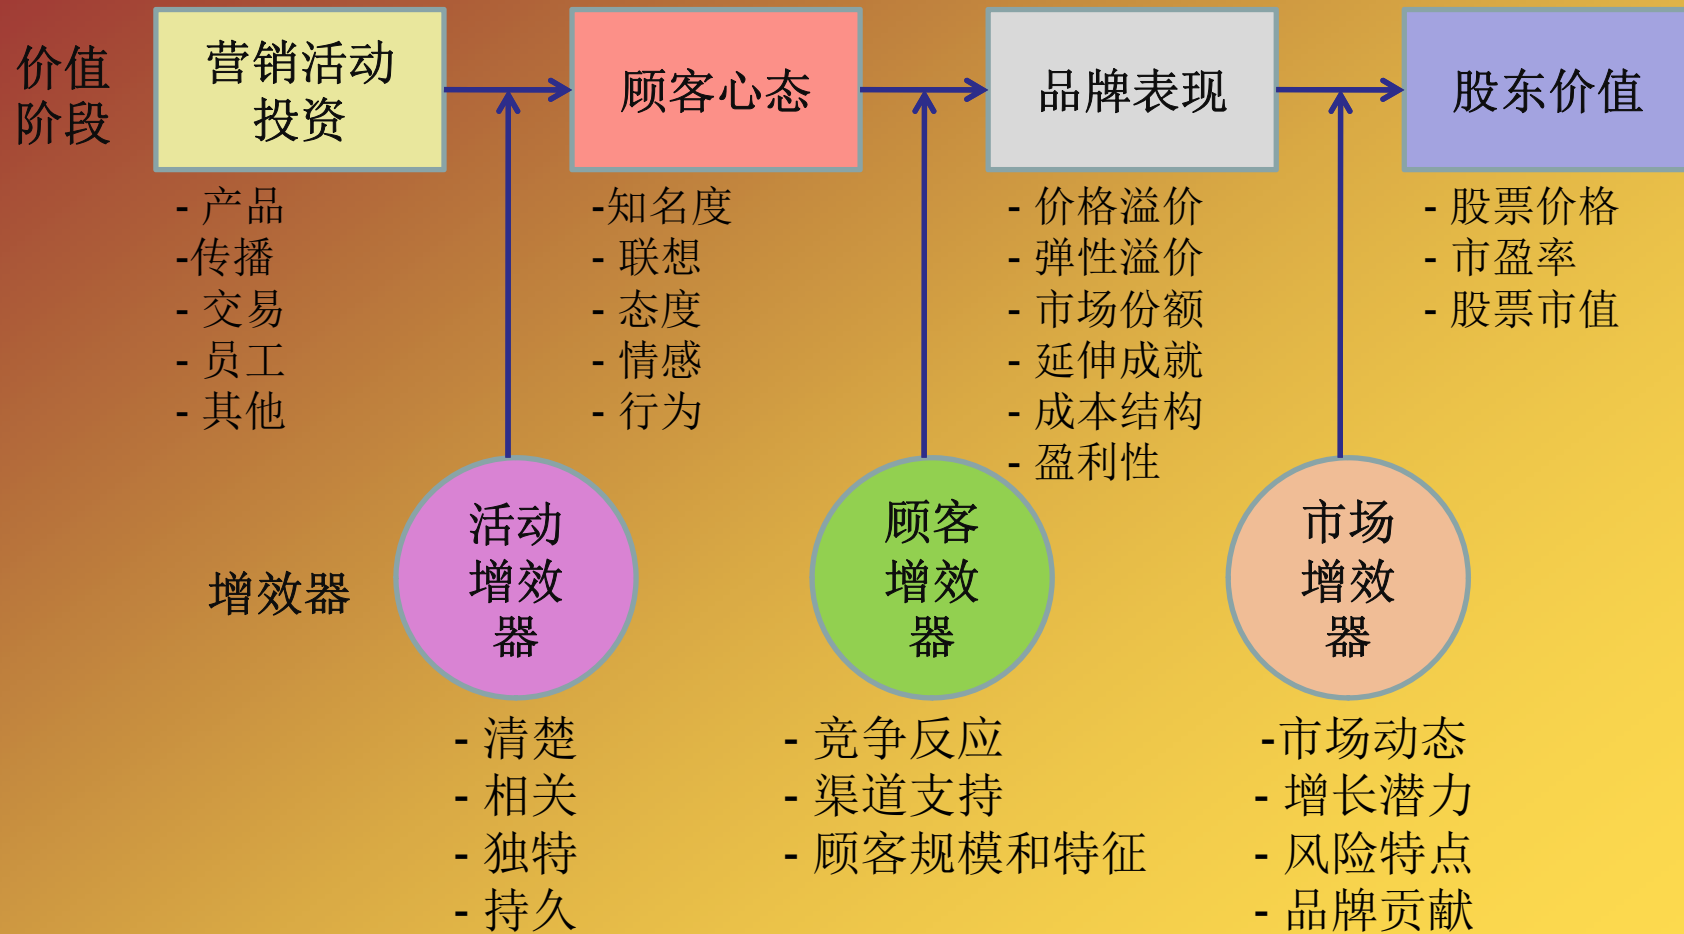 价值
阶段
营销活动
投资
顾客心态
品牌表现
股东价值
- 产品
-传播
- 交易
- 员工
- 其他
-知名度
- 联想
- 态度
- 情感
- 行为
- 价格溢价
- 弹性溢价
- 市场份额
- 延伸成就
- 成本结构
- 盈利性
- 股票价格
- 市盈率
- 股票市值
增效器
活动
增效
器
顾客
增效
器
市场
增效
器
- 清楚
- 相关
- 独特
- 持久
- 竞争反应
- 渠道支持
- 顾客规模和特征
-市场动态
- 增长潜力
- 风险特点
- 品牌贡献